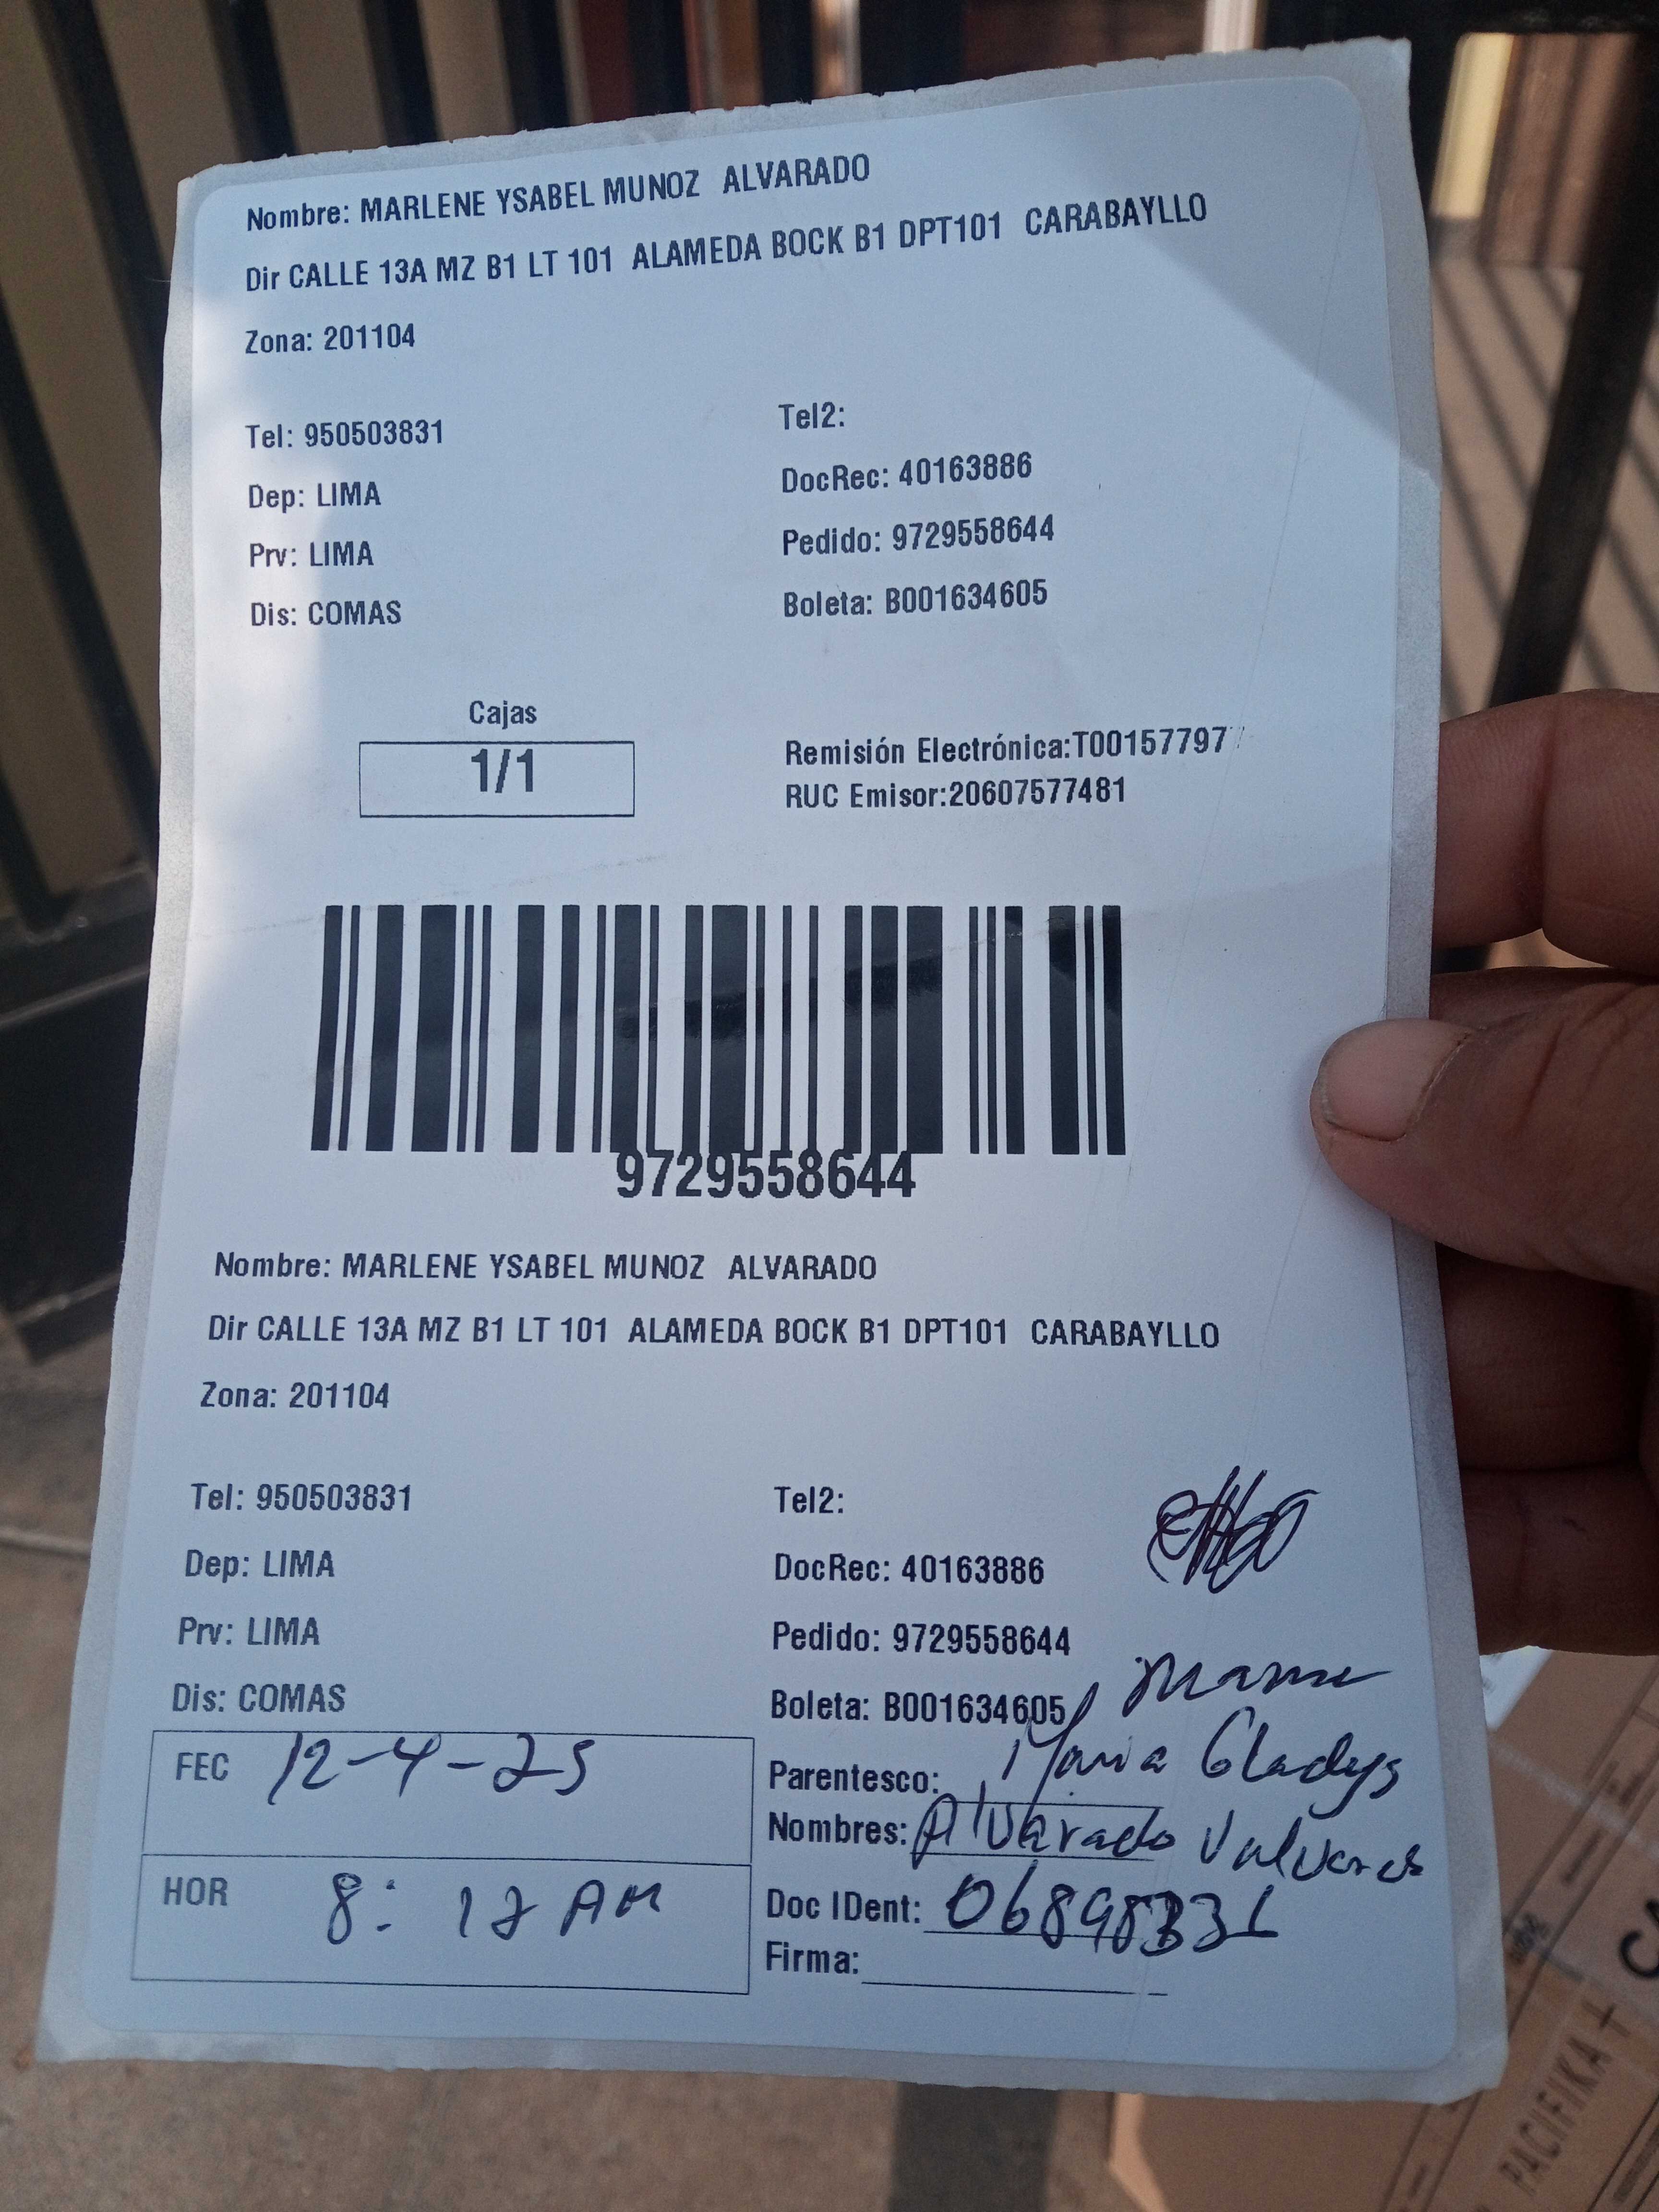 Nombre: MARLENE YSABEL MUNOZ ALVARADO
Dir CALLE 13A MZ B1 LT 101 ALAMEDA BOCK B1 DPT101 CARABAYLLO
Zona: 201104
Tel: 950503831
Tel2:
Dep: LIMA
DocRec: 40163886
Prv: LIMA
Pedido: 9729558644
Dis: COMAS
Boleta: B001634605
Cajas
1/1
Remisión Electrónica:T00157797
RUC Emisor:20607577481
9729558644
Nombre: MARLENE YSABEL MUNOZ ALVARADO
Dir CALLE 13A MZ B1 LT 101 ALAMEDA BOCK B1 DPT101 CARABAYLLO
Zona: 201104
Tel: 950503831
Tel2:
Dep: LIMA
DocRec: 40163886
Prv: LIMA
Pedido: 9729558644
Dis: COMAS
Boleta: B001634605
FEC 12-4-25
Parentesco: Maria Gladys
Nombres: Alvarado
HOR 8:12 AM
Doc IDent: 06898331
Firma:
PACIFIKA +